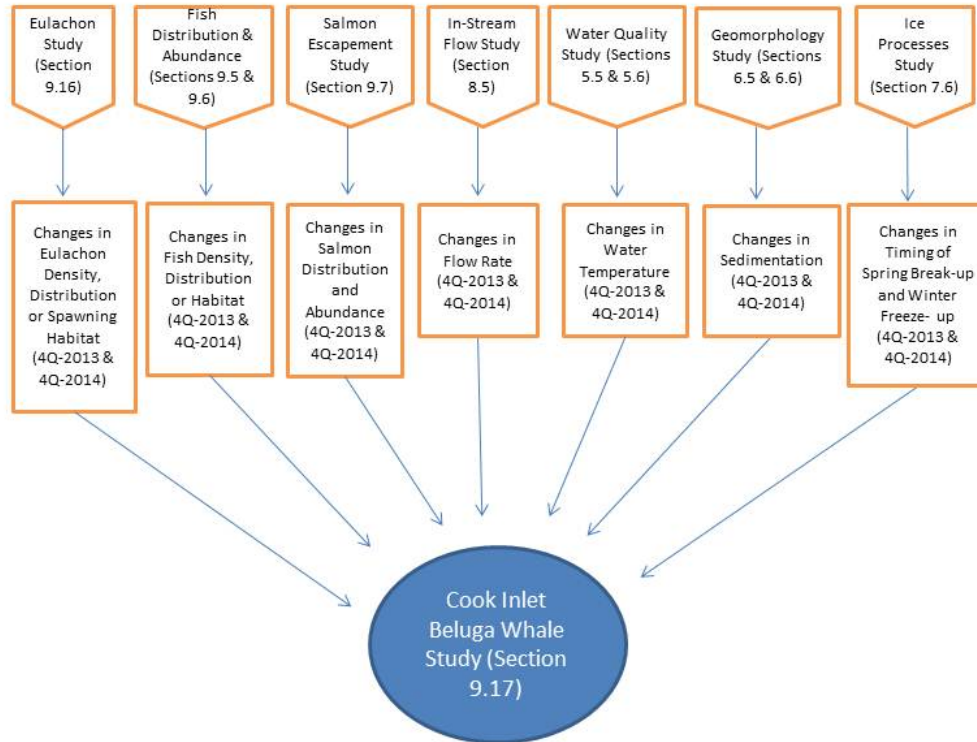 Eulachon
Study
(Section
9.16)
Fish
Distribution &
Abundance
(Sections 9.5 &
9.6)
Salmon
Escapement
Study
(Section 9.7)
In-Stream
Flow Study
(Section
8.5)
Water Quality
Study (Sections
5.5 & 5.6)
Geomorphology
Study (Sections
6.5 & 6.6)
Ice
Processes
Study
(Section 7.6)
Changes in
Eulachon
Density,
Distribution
or Spawning
Habitat
(4Q-2013 &
4Q-2014)
Changes in
Fish Density,
Distribution
or Habitat
(4Q-2013 &
4Q-2014)
Changes in
Salmon
Distribution
and
Abundance
(4Q-2013 &
4Q-2014)
Changes in
Flow Rate
(4Q-2013 &
4Q-2014)
Changes in
Water
Temperature
(4Q-2013 &
4Q-2014)
Changes in
Sedimentation
(4Q-2013 &
4Q-2014)
Changes in
Timing of
Spring Break-up
and Winter
Freeze- up
(4Q-2013 &
4Q-2014)
Cook Inlet
Beluga Whale
Study (Section
9.17)